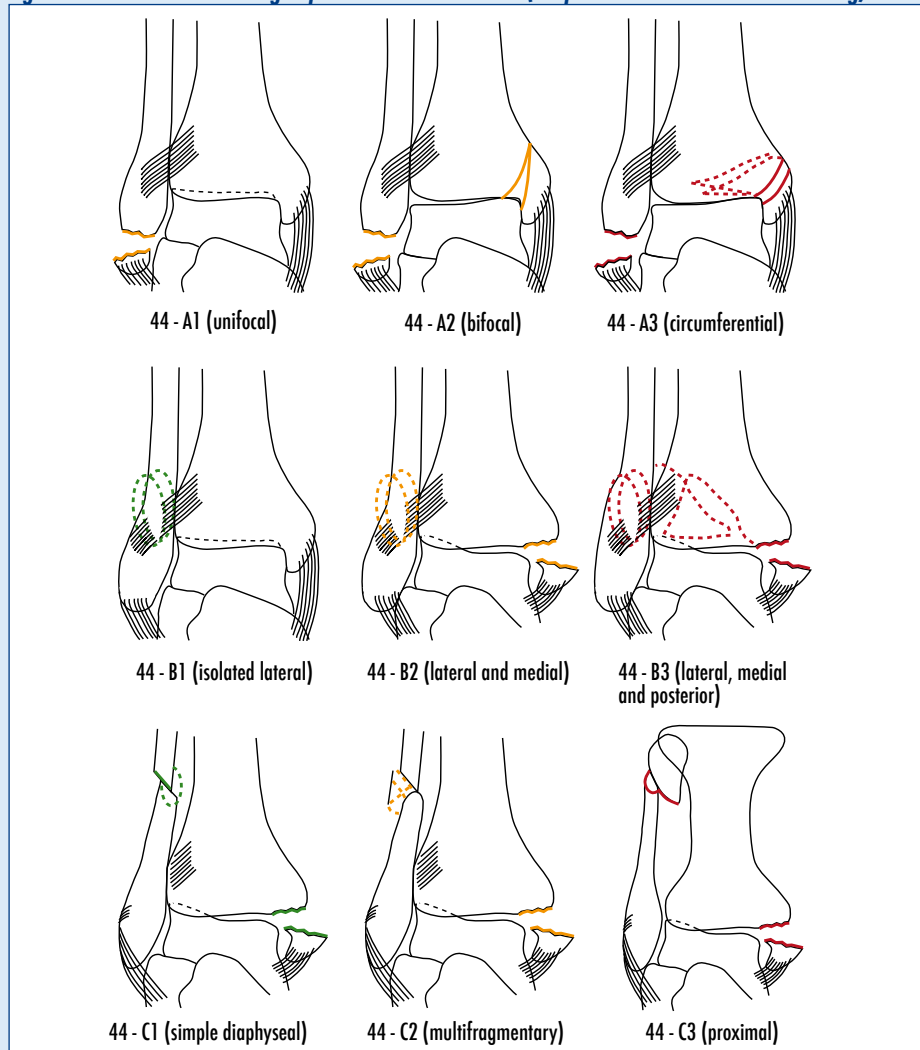 44 - A1 (unifocal)
44 - A2 (bifocal)
44 - A3 (circumferential)
44 - B1 (isolated lateral)
44 - B2 (lateral and medial)
44 - B3 (lateral, medial
and posterior)
44 - C1 (simple diaphyseal)
44 - C2 (multifragmentary)
44 - C3 (proximal)